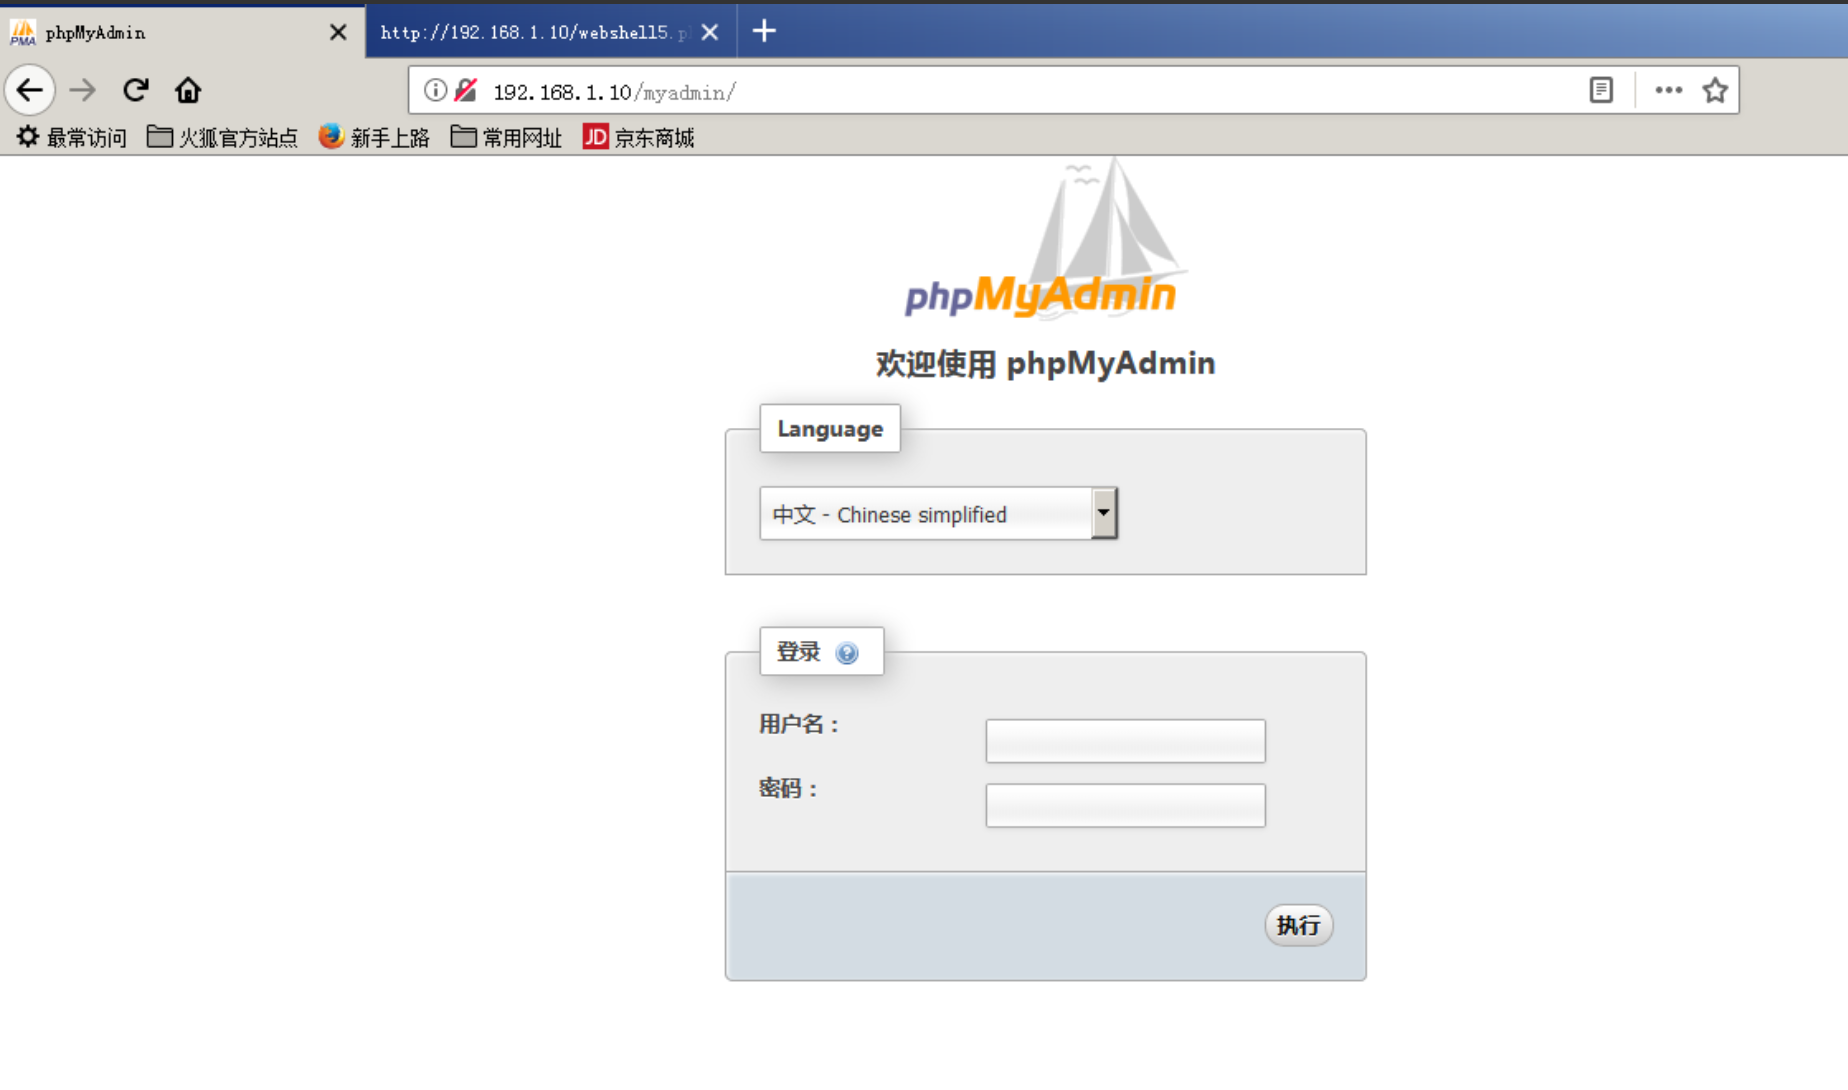 phpMyAdmin
http://192.168.1.10/webshell5.p
192.168.1.10/myadmin/
最常访问 火狐官方站点 新手上路 常用网址 JD 京东商城
phpMyAdmin
欢迎使用 phpMyAdmin
Language
中文 - Chinese simplified
登录
用户名：
密码：
执行